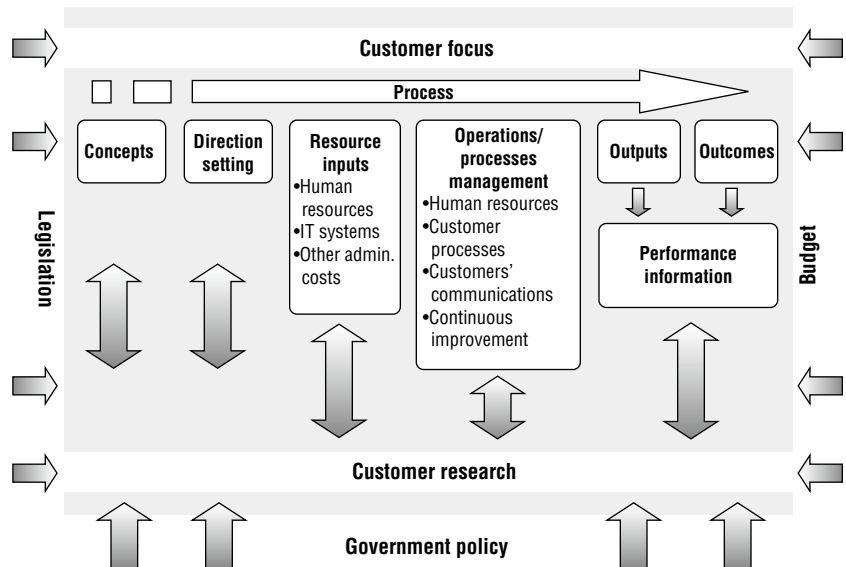 Customer focus
Process
Concepts
Direction
setting
Resource
inputs
•Human
resources
•IT systems
•Other admin.
costs
Operations/
processes
management
•Human resources
•Customer
processes
•Customers’
communications
•Continuous
improvement
Outputs
Outcomes
Performance
information
Legislation
Budget
Customer research
Government policy